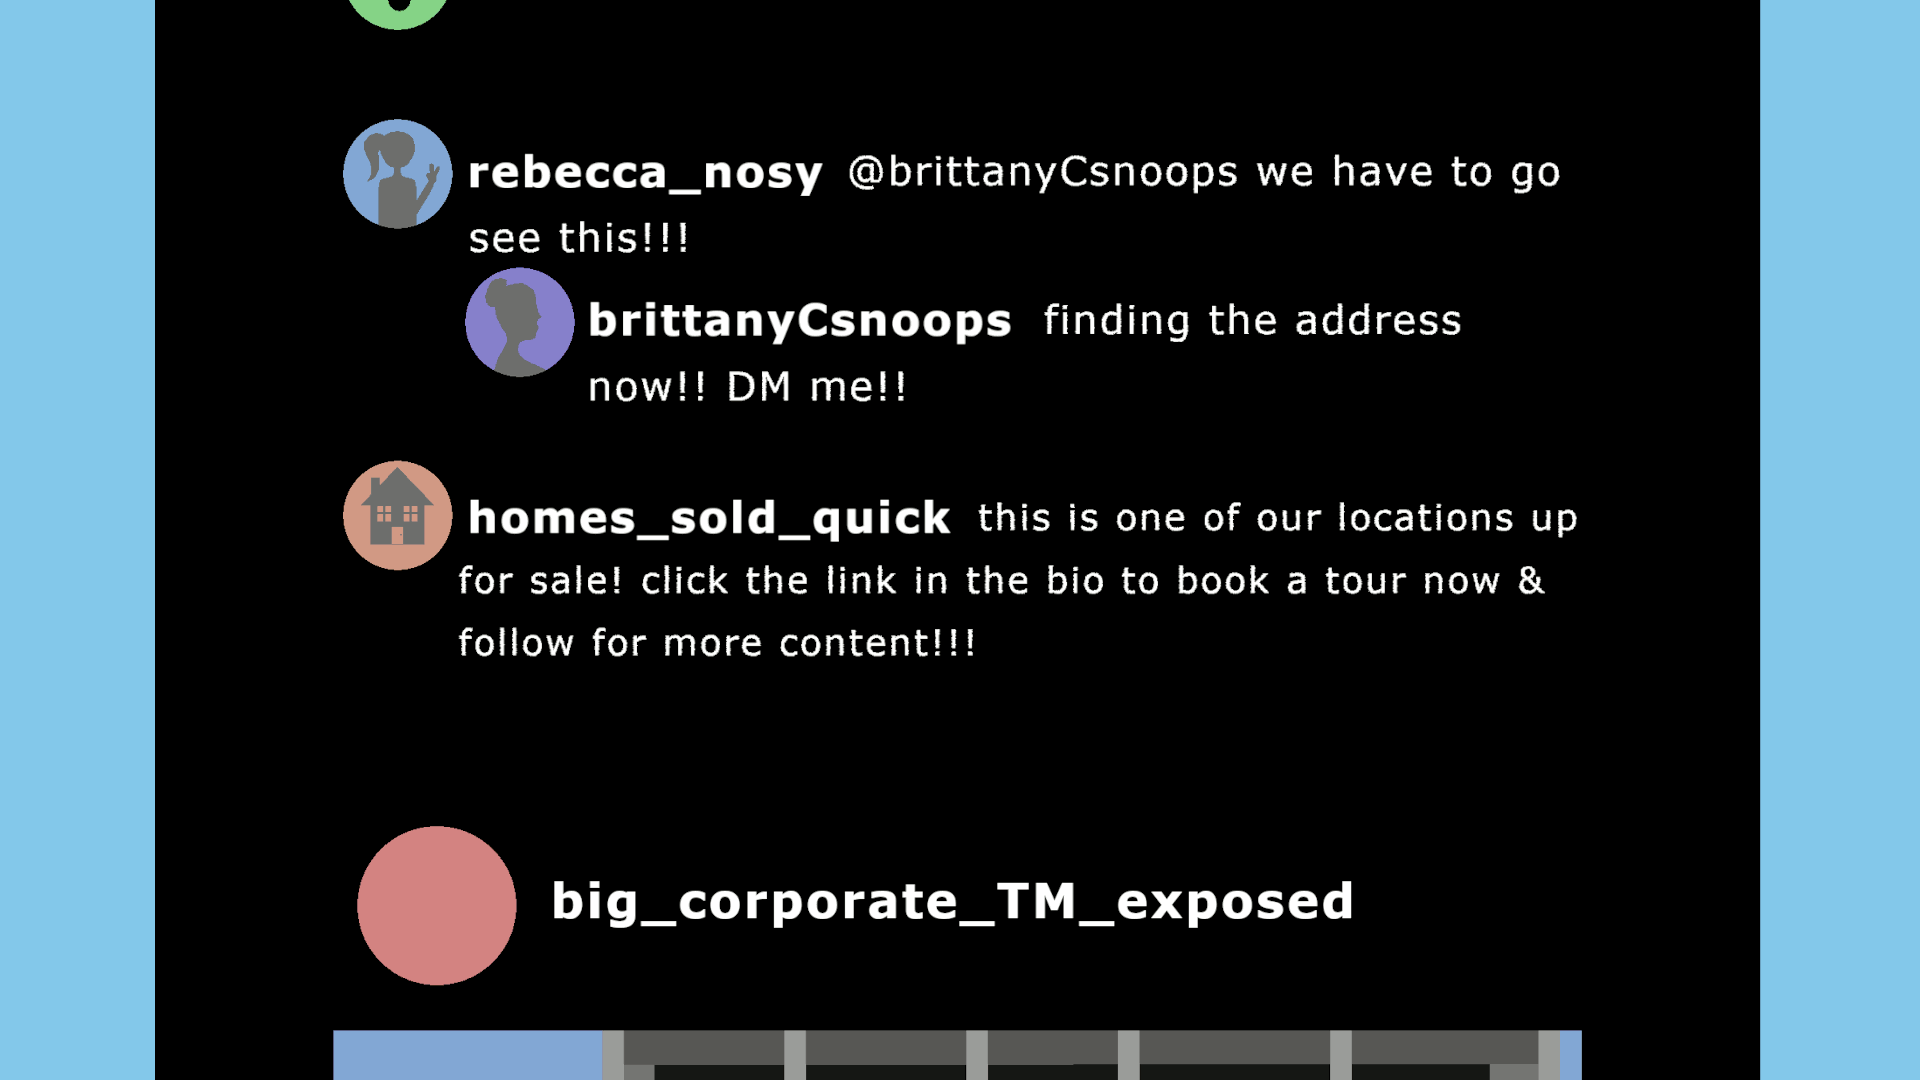 rebecca_nosy @brittanyCsnoops we have to go
see this!!!
brittanyCsnoops finding the address
now!! DM me!!
homes_sold_quick this is one of our locations up
for sale! click the link in the bio to book a tour now &
follow for more content!!!
big_corporate_TM_exposed